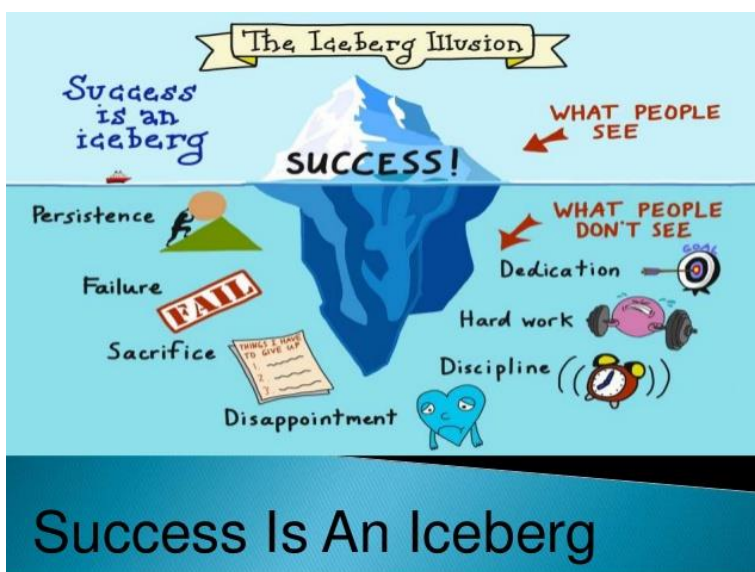 The Iceberg Illusion
Success
is an
iceberg
WHAT PEOPLE
SEE
SUCCESS!
Persistence
WHAT PEOPLE
DON'T SEE
GOAL
Dedication
Failure
FAIL
Hard work
Sacrifice
THINGS I HAVE
TO GIVE UP
1.
2.
3.
Discipline
Disappointment
Success Is An Iceberg